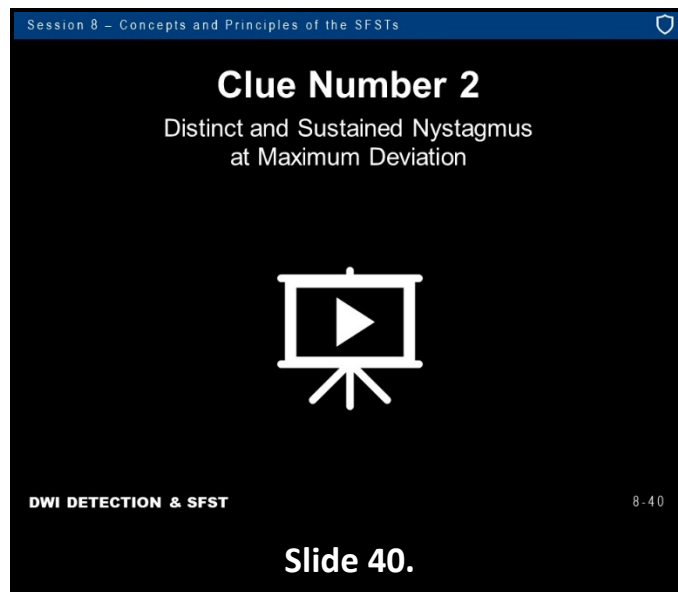 Session 8 – Concepts and Principles of the SFSTs
Clue Number 2
Distinct and Sustained Nystagmus
at Maximum Deviation
DWI DETECTION & SFST
8-40
Slide 40.